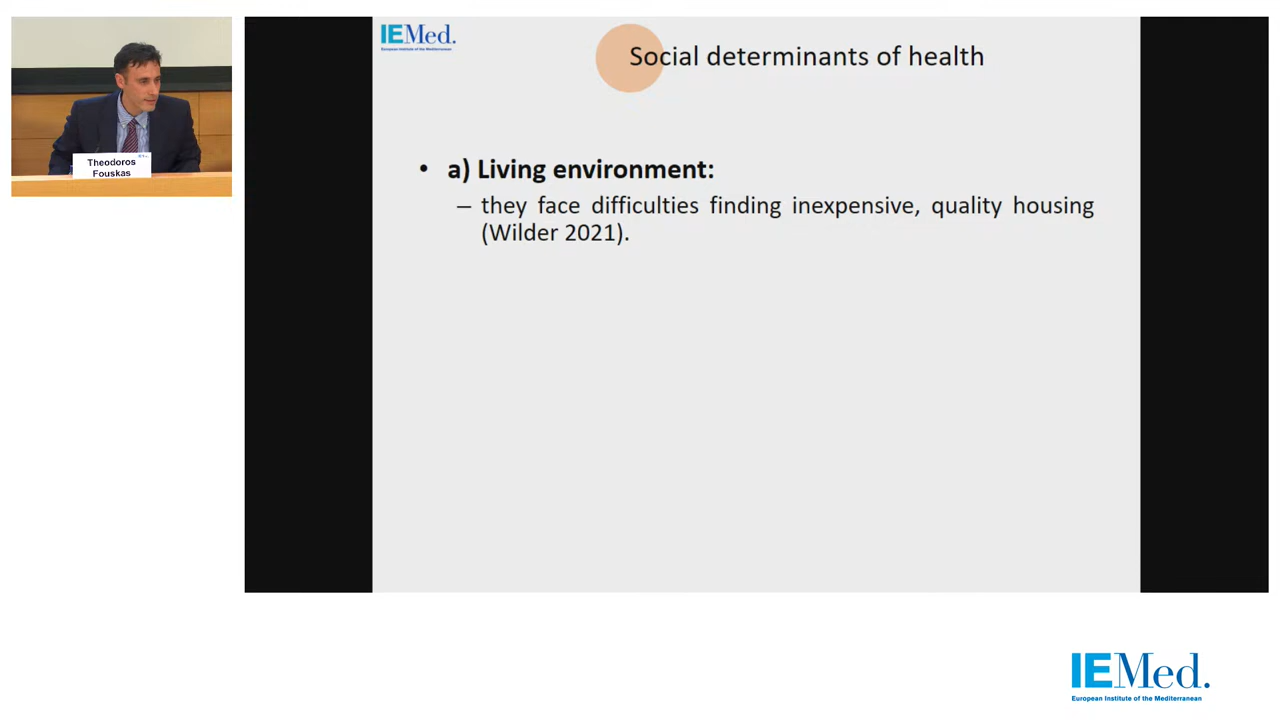 IEMed.
European Institute of the Mediterranean
Social determinants of health
Theodoros
Fouskas
• a) Living environment:
– they face difficulties finding inexpensive, quality housing
(Wilder 2021).
IEMed.
European Institute of the Mediterranean